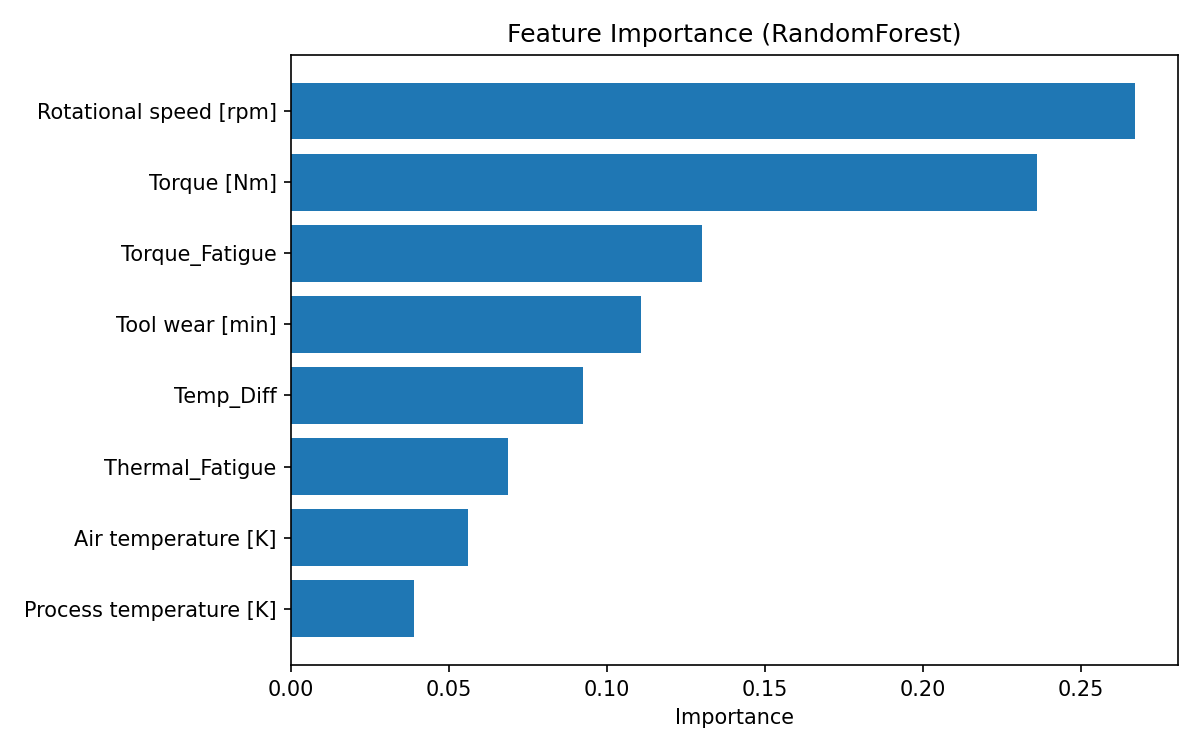 Feature Importance (RandomForest)
Rotational speed [rpm]
Torque [Nm]
Torque_Fatigue
Tool wear [min]
Temp_Diff
Thermal_Fatigue
Air temperature [K]
Process temperature [K]
0.00 0.05 0.10 0.15 0.20 0.25
Importance